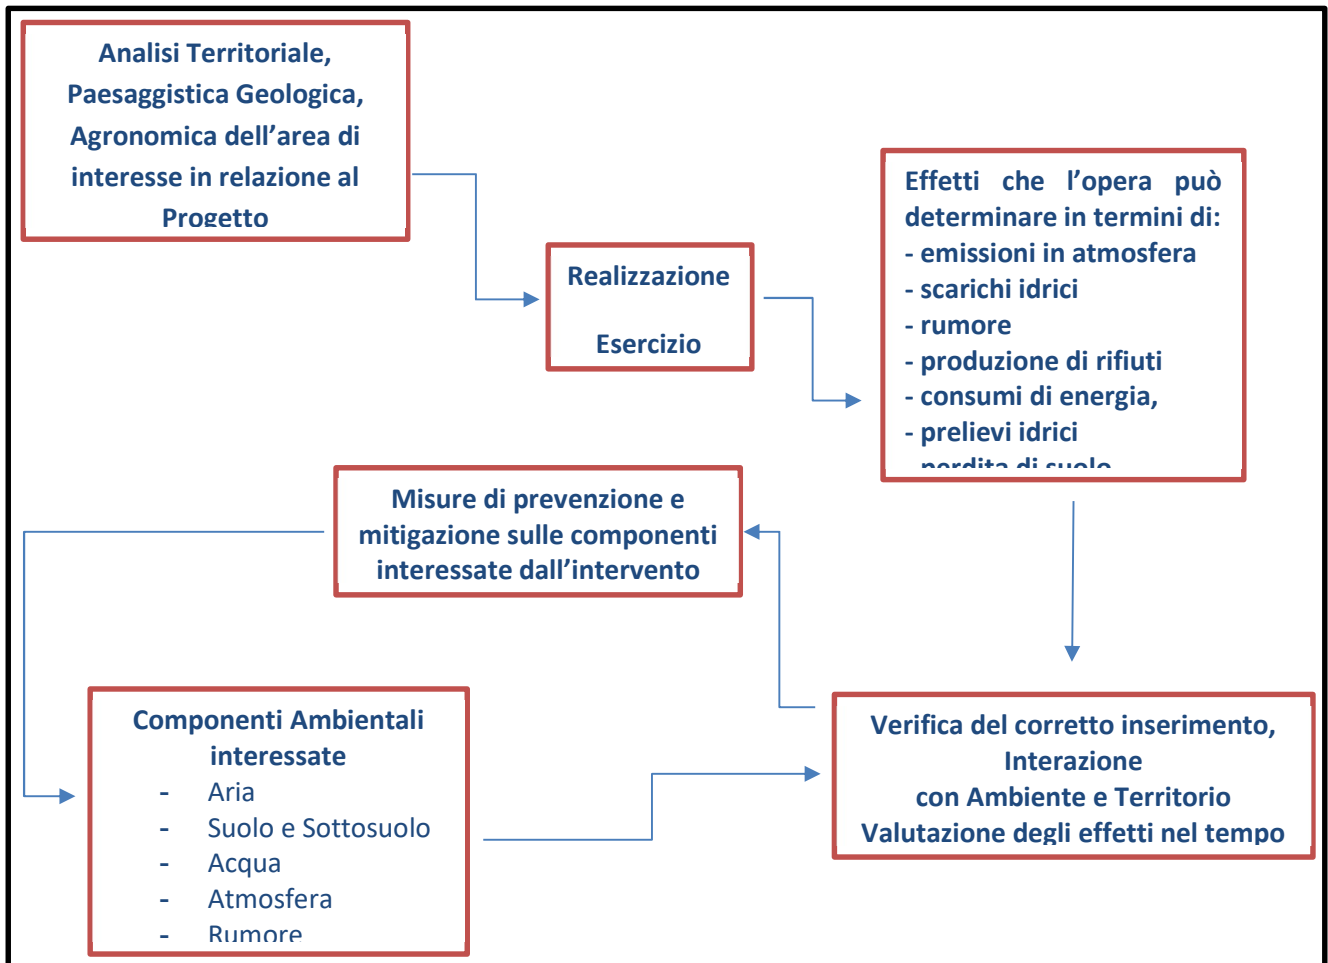 Analisi Territoriale,
Paesaggistica Geologica,
Agronomica dell’area di
interesse in relazione al
Progetto
Realizzazione
Esercizio
Effetti che l’opera può
determinare in termini di:
- emissioni in atmosfera
- scarichi idrici
- rumore
- produzione di rifiuti
- consumi di energia,
- prelievi idrici
- perdita di suolo
Misure di prevenzione e
mitigazione sulle componenti
interessate dall’intervento
Componenti Ambientali
interessate
- Aria
- Suolo e Sottosuolo
- Acqua
- Atmosfera
- Rumore
Verifica del corretto inserimento,
Interazione
con Ambiente e Territorio
Valutazione degli effetti nel tempo